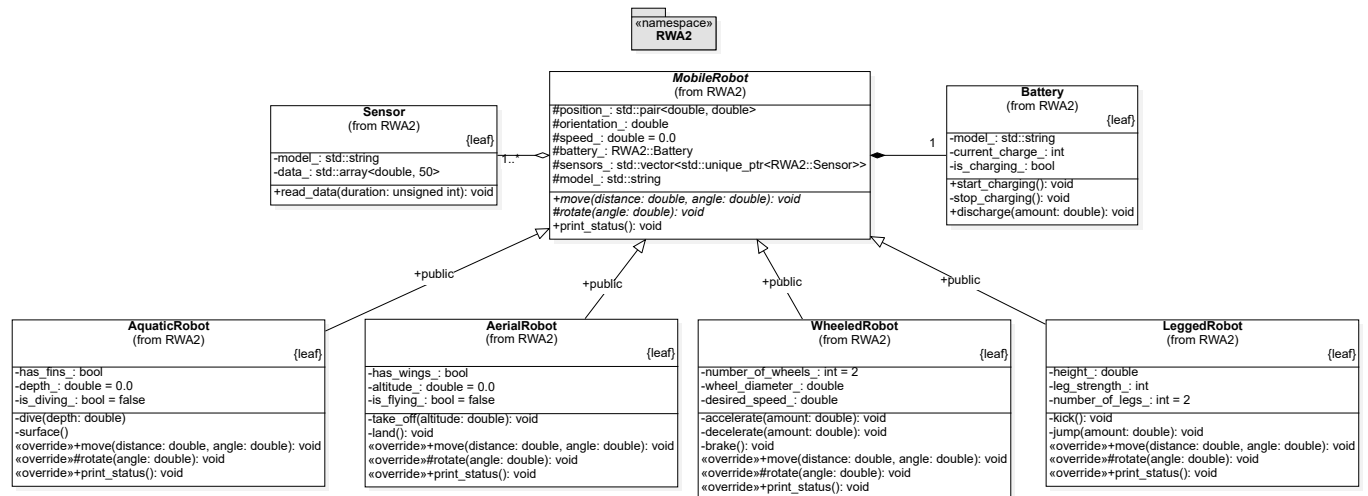 «namespace»
RWA2
MobileRobot
(from RWA2)
#position_: std::pair<double, double>
#orientation_: double
#speed_: double = 0.0
#battery_: RWA2::Battery
#sensors_: std::vector<std::unique_ptr<RWA2::Sensor>>
#model_: std::string
+move(distance: double, angle: double): void
#rotate(angle: double): void
+print_status(): void
Sensor
(from RWA2)
{leaf}
-model_: std::string
-data_: std::array<double, 50>
+read_data(duration: unsigned int): void
1..*
1
Battery
(from RWA2)
{leaf}
-model_: std::string
-current_charge_: int
-is_charging_: bool
+start_charging(): void
-stop_charging(): void
+discharge(amount: double): void
+public
+public
+public
+public
AquaticRobot
(from RWA2)
{leaf}
-has_fins_: bool
-depth_: double = 0.0
-is_diving_: bool = false
-dive(depth: double)
-surface()
«override»+move(distance: double, angle: double): void
«override»#rotate(angle: double): void
«override»+print_status(): void
AerialRobot
(from RWA2)
{leaf}
-has_wings_: bool
-altitude_: double = 0.0
-is_flying_: bool = false
-take_off(altitude: double): void
-land(): void
«override»+move(distance: double, angle: double): void
«override»#rotate(angle: double): void
«override»+print_status(): void
WheeledRobot
(from RWA2)
{leaf}
-number_of_wheels_: int = 2
-wheel_diameter_: double
-desired_speed_: double
-accelerate(amount: double): void
-decelerate(amount: double): void
-brake(): void
«override»+move(distance: double, angle: double): void
«override»#rotate(angle: double): void
«override»+print_status(): void
LeggedRobot
(from RWA2)
{leaf}
-height_: double
-leg_strength_: int
-number_of_legs_: int = 2
-kick(): void
-jump(amount: double): void
«override»+move(distance: double, angle: double): void
«override»#rotate(angle: double): void
«override»+print_status(): void